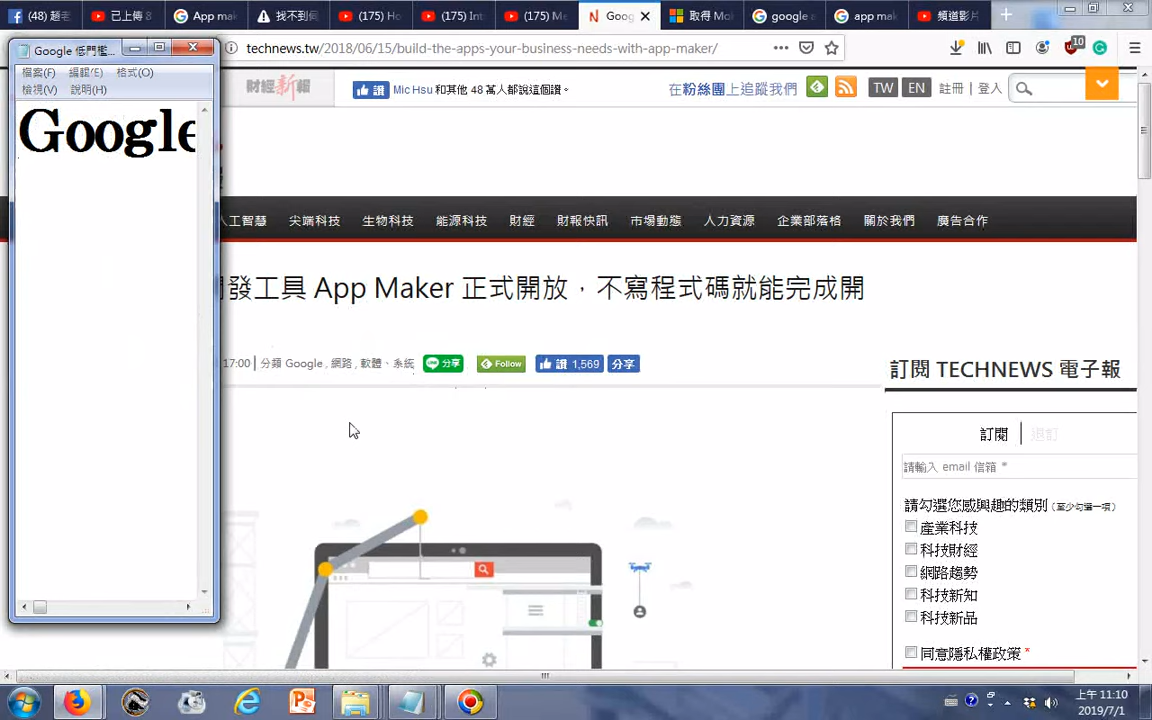 (48) 趙老
已上傳 8
App mak
找不到伺
(175) Ho
(175) Int
(175) Me
Goog
取得 Mo
google a
app mak
頻道影片
Google 低門檻...
technews.tw/2018/06/15/build-the-apps-your-business-needs-with-app-maker/
10
檔案(F) 編輯(E) 格式(O)
檢視(V) 說明(H)
Google
財經新報
讚 Mic Hsu 和其他 48 萬人都說這個讚。
在粉絲團上追蹤我們
TW EN 註冊 | 登入
人工智慧 尖端科技 生物科技 能源科技 財經 財報快訊 市場動態 人力資源 企業部落格 關於我們 廣告合作
發工具 App Maker 正式開放，不寫程式碼就能完成開
17:00 | 分類 Google , 網路 , 軟體、系統
分享
Follow
讚 1,569
分享
訂閱 TECHNEWS 電子報
訂閱 | 退訂
請輸入 email 信箱 *
請勾選您感興趣的類別 (至少勾選一項)
產業科技
科技財經
網路趨勢
科技新知
科技新品
同意隱私權政策 *
上午 11:10
2019/7/1